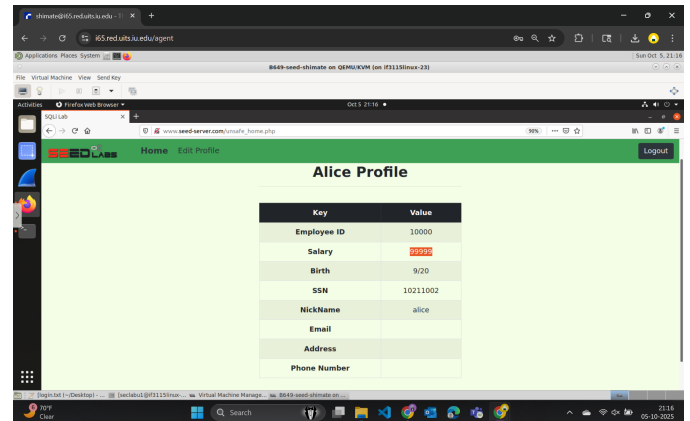 shimate@i65.red.uits.iu.edu - T
i65.red.uits.iu.edu/agent
Applications Places System
Sun Oct 5, 21:16
B649-seed-shimate on QEMU/KVM (on lf3115linux-23)
File Virtual Machine View Send Key
Activities Firefox Web Browser Oct 5 21:16
SQLi Lab
www.seed-server.com/unsafe_home.php 90%
SEED LABS Home Edit Profile Logout
Alice Profile
Key Value
Employee ID 10000
Salary 99999
Birth 9/20
SSN 10211002
NickName alice
Email
Address
Phone Number
login.txt (~/Desktop) -... [seclabu1@lf3115linux-... Virtual Machine Manage... B649-seed-shimate on ...
70°F
Clear
Search
21:16
05-10-2025